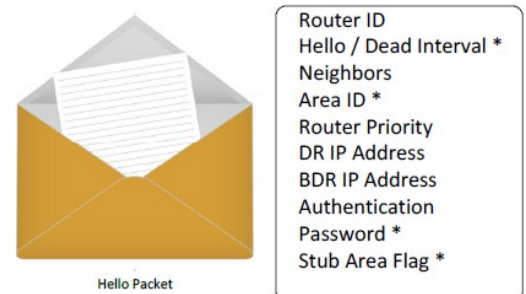 Router ID
Hello / Dead Interval *
Neighbors
Area ID *
Router Priority
DR IP Address
BDR IP Address
Authentication
Password *
Stub Area Flag *
Hello Packet